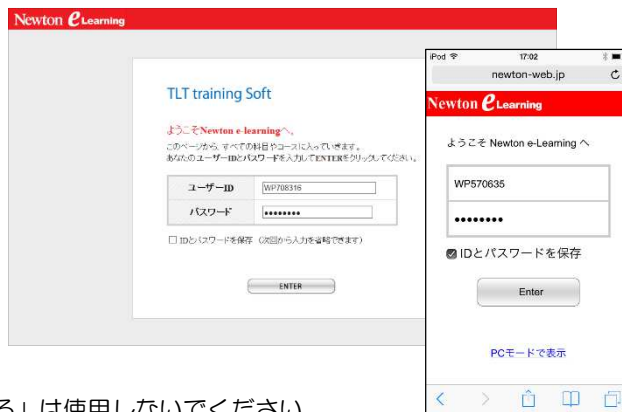 Newton eLearning
TLT training Soft
ようこそNewton e-learningへ。
このページから、すべての科目やコースに入っていきます。
あなたのユーザーIDとパスワードを入力してENTERをクリックしてください。
ユーザーID WP708316
パスワード ••••••••
IDとパスワードを保存 (次回から入力を省略できます)
ENTER
iPod 17:02
newton-web.jp
Newton eLearning
ようこそ Newton e-Learning へ
WP570635
••••••••
IDとパスワードを保存
Enter
PCモードで表示
る」は使用しないでください